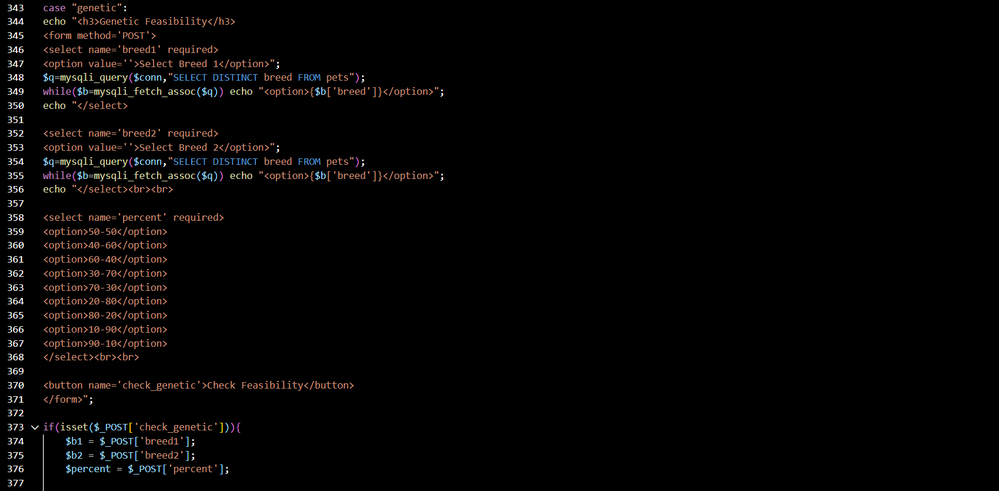 343 case "genetic":
344 echo "<h3>Genetic Feasibility</h3>
345 <form method='POST'>
346 <select name='breed1' required>
347 <option value=''>Select Breed 1</option>";
348 $q=mysqli_query($conn,"SELECT DISTINCT breed FROM pets");
349 while($b=mysqli_fetch_assoc($q)) echo "<option>{$b['breed']}</option>";
350 echo "</select>
351
352 <select name='breed2' required>
353 <option value=''>Select Breed 2</option>";
354 $q=mysqli_query($conn,"SELECT DISTINCT breed FROM pets");
355 while($b=mysqli_fetch_assoc($q)) echo "<option>{$b['breed']}</option>";
356 echo "</select><br><br>
357
358 <select name='percent' required>
359 <option>50-50</option>
360 <option>40-60</option>
361 <option>60-40</option>
362 <option>30-70</option>
363 <option>70-30</option>
364 <option>20-80</option>
365 <option>80-20</option>
366 <option>10-90</option>
367 <option>90-10</option>
368 </select><br><br>
369
370 <button name='check_genetic'>Check Feasibility</button>
371 </form>";
372
373 if(isset($_POST['check_genetic'])){
374     $b1 = $_POST['breed1'];
375     $b2 = $_POST['breed2'];
376     $percent = $_POST['percent'];
377